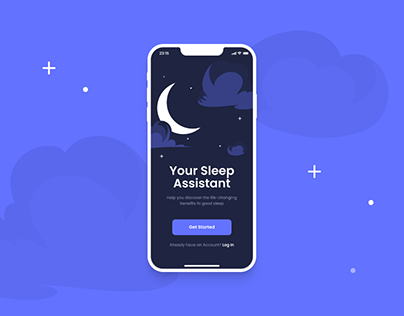 23:15
Your Sleep
Assistant
Help you discover the life-changing
benefits to good sleep
Get Started
Already have an Account? Log in